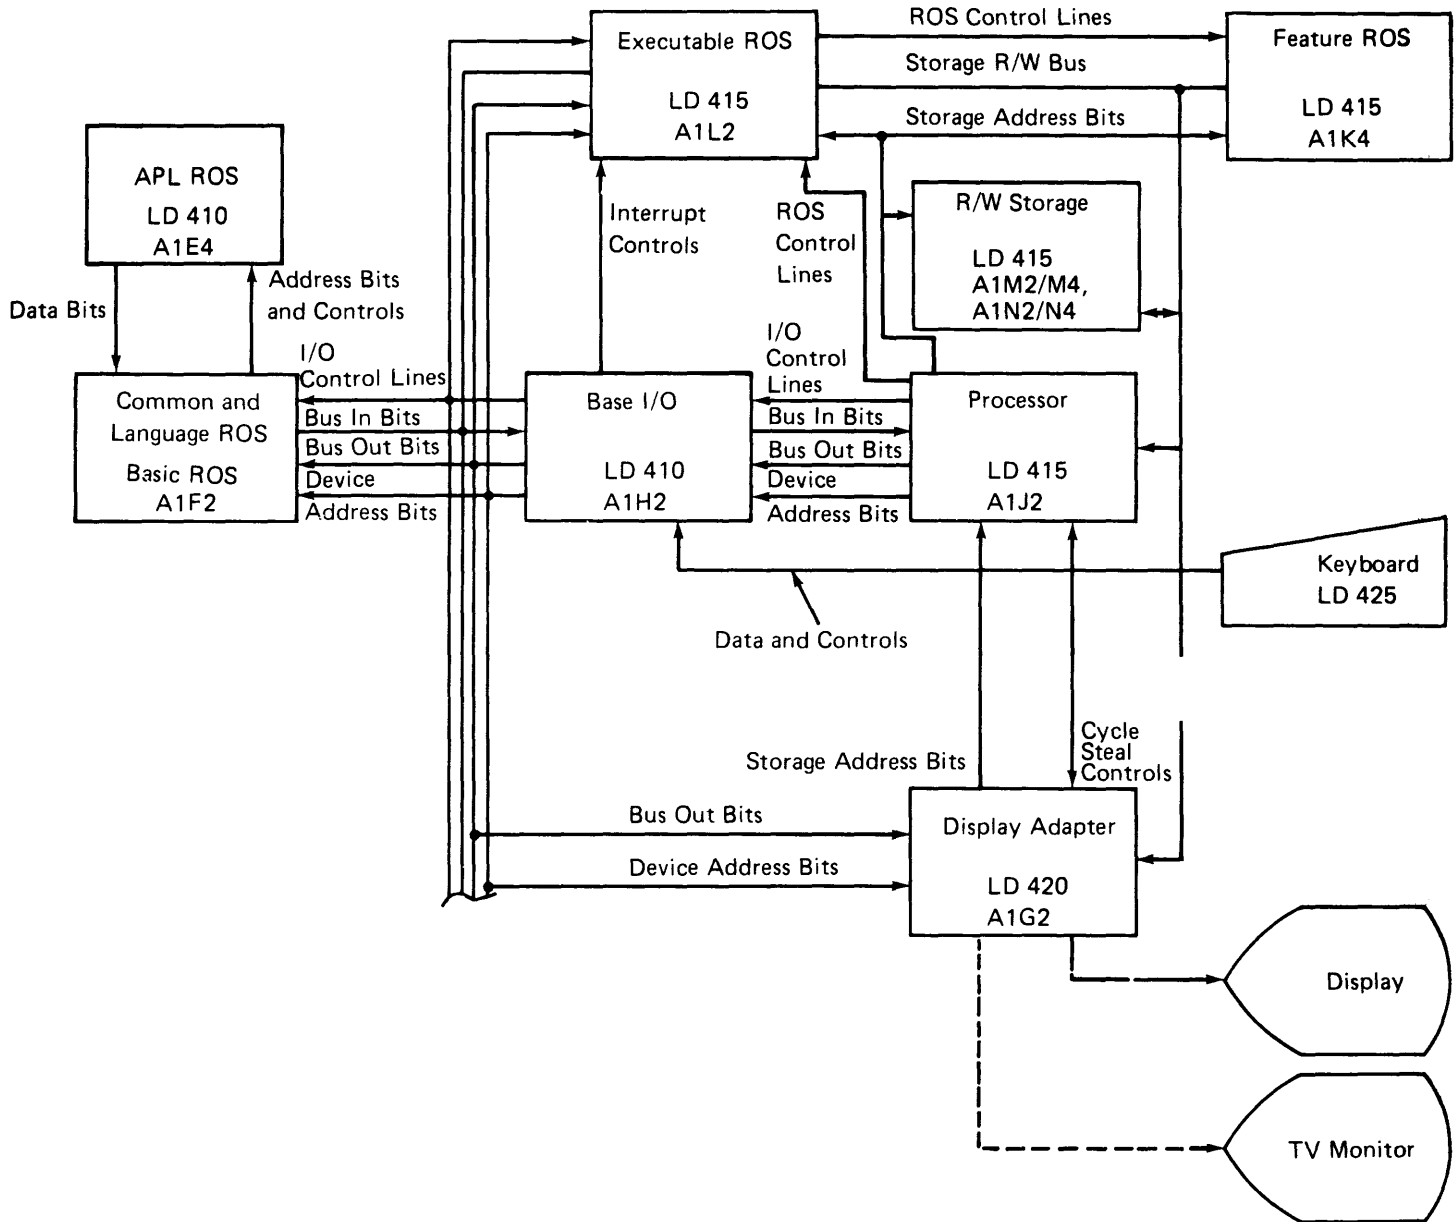 ROS Control Lines
Executable ROS
LD 415
A1L2
Storage R/W Bus
Storage Address Bits
Feature ROS
LD 415
A1K4
APL ROS
LD 410
A1E4
Data Bits
Address Bits
and Controls
Interrupt
Controls
ROS
Control
Lines
R/W Storage
LD 415
A1M2/M4,
A1N2/N4
I/O
Control Lines
Bus In Bits
Bus Out Bits
Device
Address Bits
Common and
Language ROS
Basic ROS
A1F2
Base I/O
LD 410
A1H2
I/O
Control
Lines
Bus In Bits
Bus Out Bits
Device
Address Bits
Processor
LD 415
A1J2
Keyboard
LD 425
Data and Controls
Storage Address Bits
Cycle
Steal
Controls
Bus Out Bits
Device Address Bits
Display Adapter
LD 420
A1G2
Display
TV Monitor